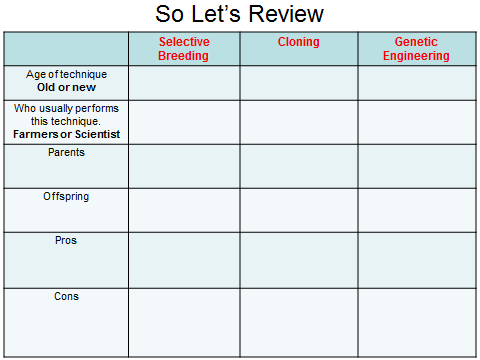 So Let's Review
Selective
Breeding
Cloning
Genetic
Engineering
Age of technique
Old or new
Who usually performs
this technique.
Farmers or Scientist
Parents
Offspring
Pros
Cons